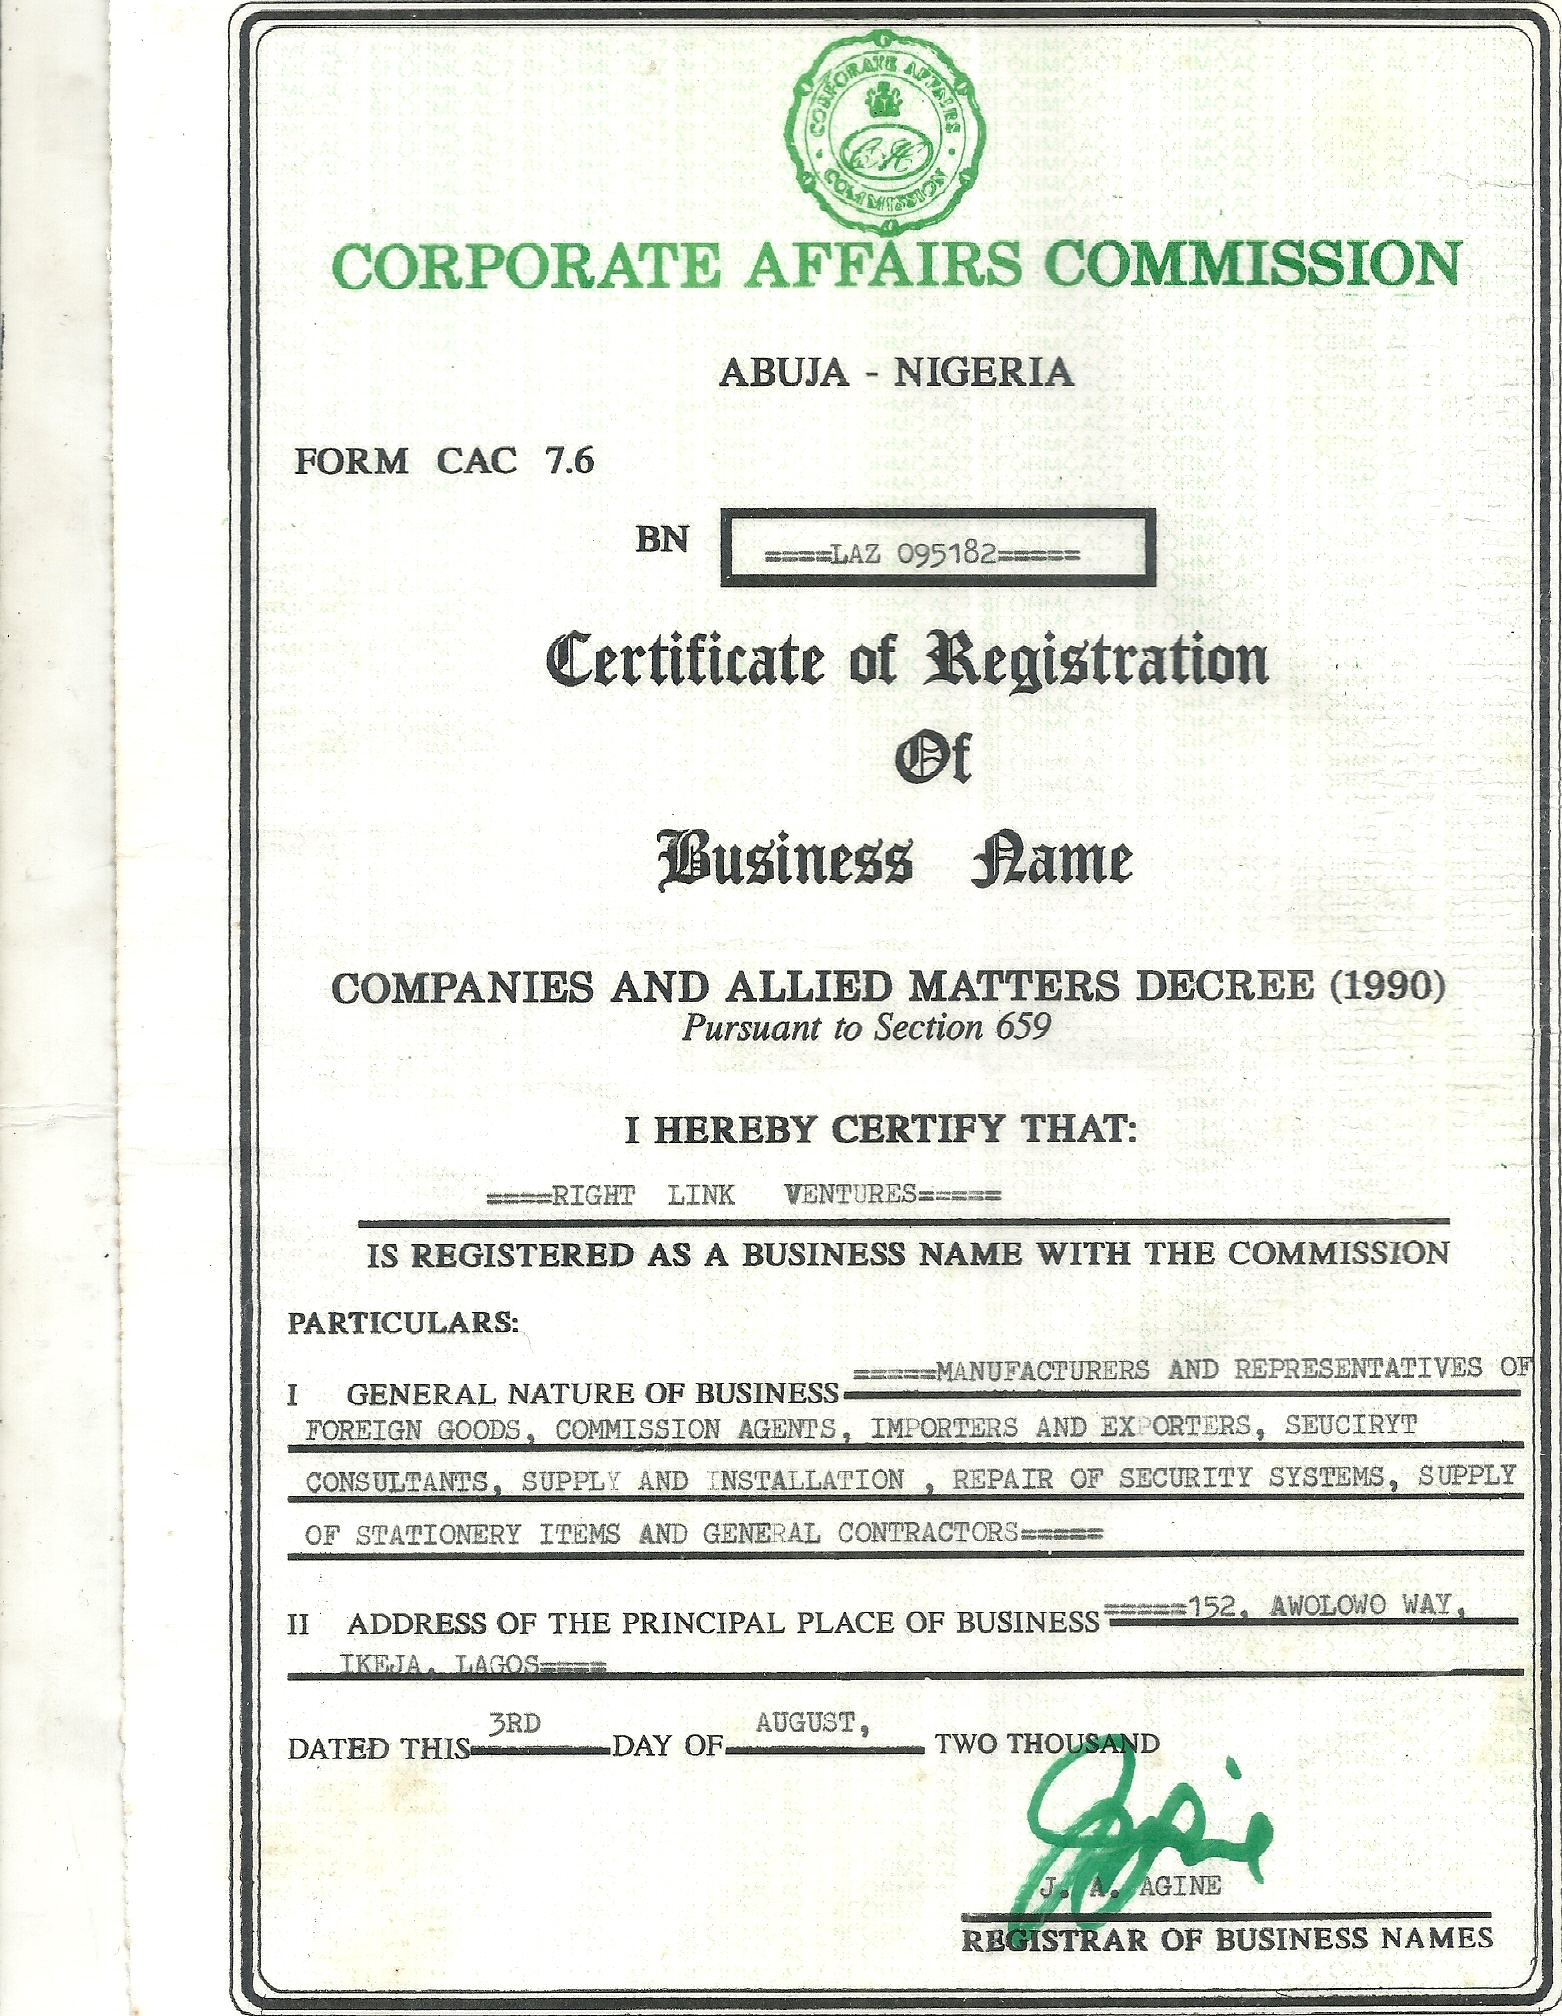 CORPORATE AFFAIRS
COMMISSION
CORPORATE AFFAIRS COMMISSION
ABUJA - NIGERIA
FORM CAC 7.6
BN ====LAZ 095182=====
Certificate of Registration
Of
Business Name
COMPANIES AND ALLIED MATTERS DECREE (1990)
Pursuant to Section 659
I HEREBY CERTIFY THAT:
====RIGHT LINK VENTURES=====
IS REGISTERED AS A BUSINESS NAME WITH THE COMMISSION
PARTICULARS:
I GENERAL NATURE OF BUSINESS =====MANUFACTURERS AND REPRESENTATIVES OF
FOREIGN GOODS, COMMISSION AGENTS, IMPORTERS AND EXPORTERS, SEUCIRYT
CONSULTANTS, SUPPLY AND INSTALLATION , REPAIR OF SECURITY SYSTEMS, SUPPLY
OF STATIONERY ITEMS AND GENERAL CONTRACTORS=====
II ADDRESS OF THE PRINCIPAL PLACE OF BUSINESS =====152, AWOLOWO WAY,
IKEJA, LAGOS====
DATED THIS 3RD DAY OF AUGUST, TWO THOUSAND
J. A. AGINE
REGISTRAR OF BUSINESS NAMES